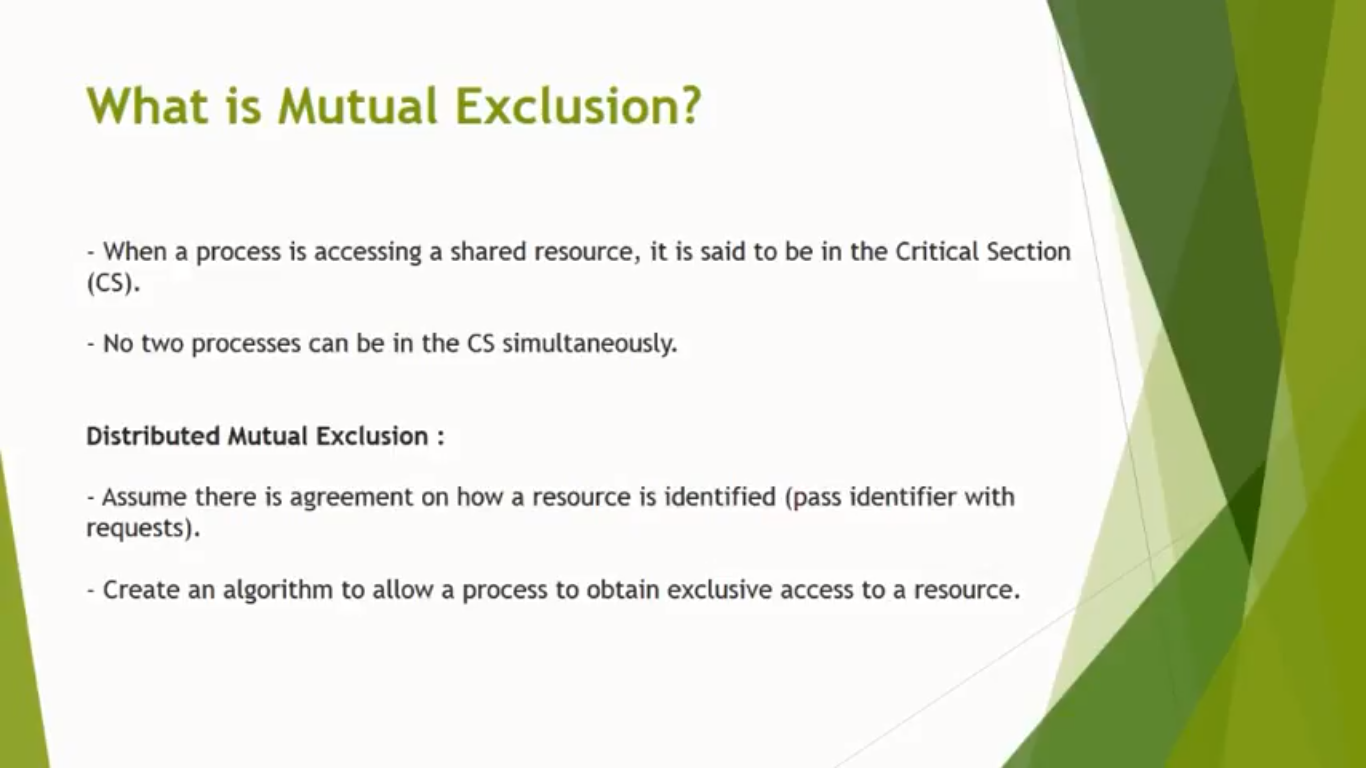 What is Mutual Exclusion?
- When a process is accessing a shared resource, it is said to be in the Critical Section
(CS).
- No two processes can be in the CS simultaneously.
Distributed Mutual Exclusion :
- Assume there is agreement on how a resource is identified (pass identifier with
requests).
- Create an algorithm to allow a process to obtain exclusive access to a resource.